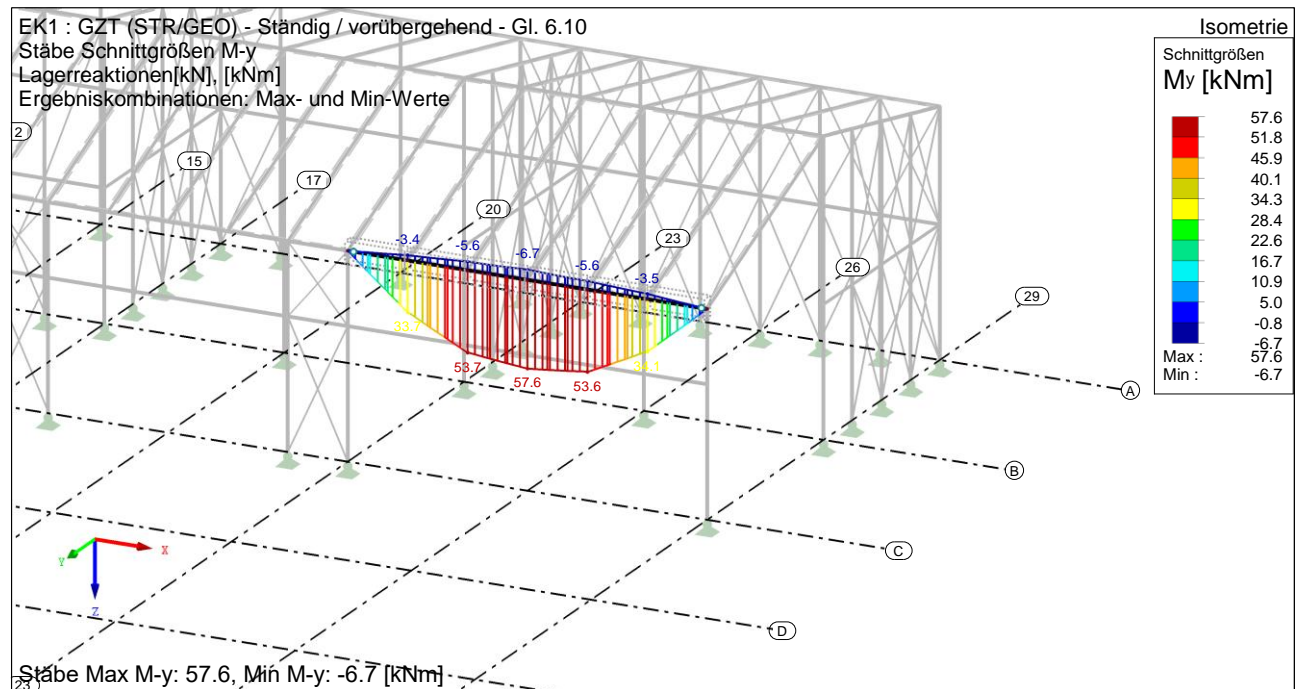 EK1 : GZT (STR/GEO) - Ständig / vorübergehend - Gl. 6.10
Stäbe Schnittgrößen M-y
Lagerreaktionen[kN], [kNm]
Ergebniskombinationen: Max- und Min-Werte
Isometrie
Schnittgrößen
My [kNm]
57.6
51.8
45.9
40.1
34.3
28.4
22.6
16.7
10.9
5.0
-0.8
-6.7
Max : 57.6
Min : -6.7
2
15
17
20
23
26
29
-3.4
-5.6
-6.7
-5.6
-3.5
33.7
53.7
57.6
53.6
34.1
A
B
C
D
X
Y
Z
Stäbe Max M-y: 57.6, Min M-y: -6.7 [kNm]
23